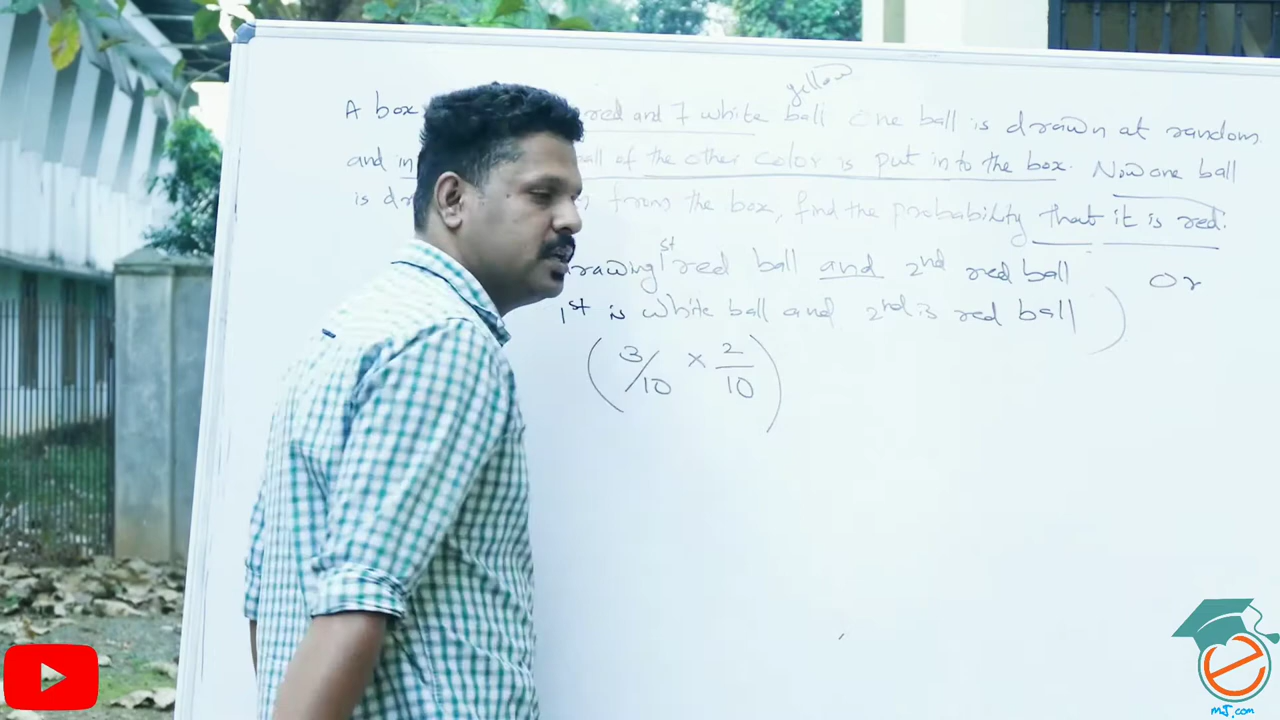 yellow
A box red and 7 white ball one ball is drawn at random.
and in ball of the other color is put in to the box. Now one ball
is dr from the box, find the probability that it is red.
rawing 1st red ball and 2nd red ball or
1st is white ball and 2nd is red ball )
( 3/10 × 2/10 )
e
mJ.com